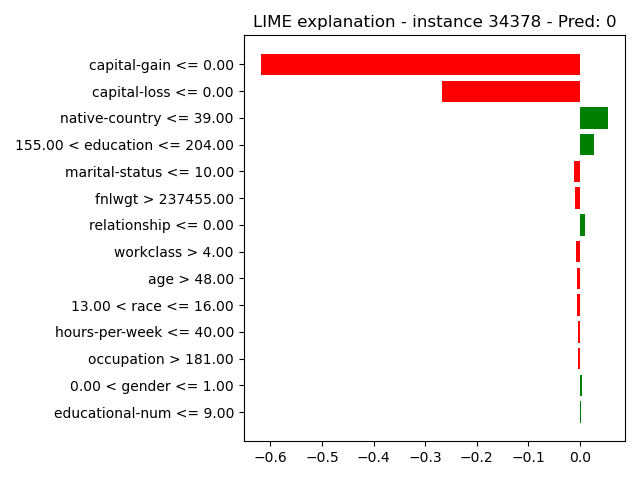 LIME explanation - instance 34378 - Pred: 0
capital-gain <= 0.00
capital-loss <= 0.00
native-country <= 39.00
155.00 < education <= 204.00
marital-status <= 10.00
fnlwgt > 237455.00
relationship <= 0.00
workclass > 4.00
age > 48.00
13.00 < race <= 16.00
hours-per-week <= 40.00
occupation > 181.00
0.00 < gender <= 1.00
educational-num <= 9.00
−0.6 −0.5 −0.4 −0.3 −0.2 −0.1 0.0